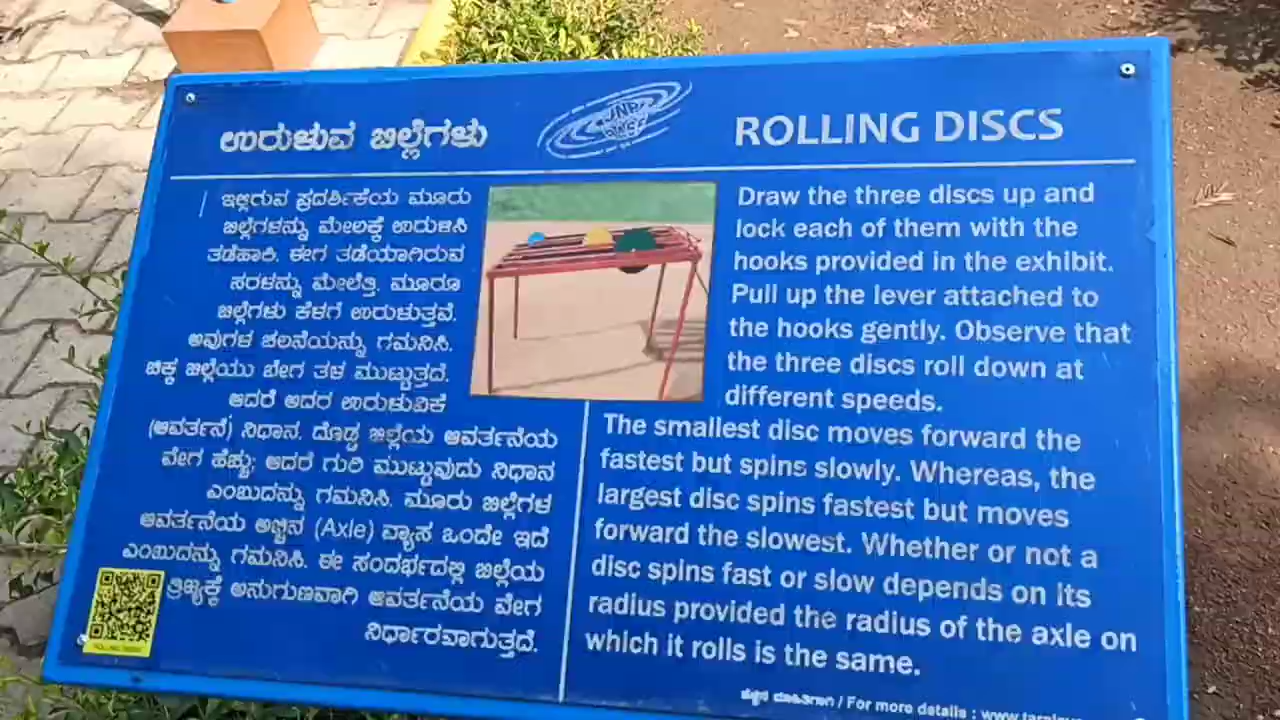 ಉರುಳುವ ಬಿಲ್ಲೆಗಳು
ROLLING DISCS
ಇಲ್ಲಿರುವ ಪ್ರದರ್ಶಿಕೆಯ ಮೂರು
ಬಿಲ್ಲೆಗಳನ್ನು ಮೇಲಕ್ಕೆ ಉರುಳಿಸಿ
ತಡೆಹಾಕಿ. ಈಗ ತಡೆಯಾಗಿರುವ
ಸರಳನ್ನು ಮೇಲೆತ್ತಿ. ಮೂರೂ
ಬಿಲ್ಲೆಗಳು ಕೆಳಗೆ ಉರುಳುತ್ತವೆ.
ಅವುಗಳ ಚಲನೆಯನ್ನು ಗಮನಿಸಿ.
ಚಿಕ್ಕ ಬಿಲ್ಲೆಯು ಬೇಗ ತಳ ಮುಟ್ಟುತ್ತದೆ.
ಆದರೆ ಅದರ ಉರುಳುವಿಕೆ
(ಆವರ್ತನೆ) ನಿಧಾನ. ದೊಡ್ಡ ಬಿಲ್ಲೆಯ ಆವರ್ತನೆಯ
ವೇಗ ಹೆಚ್ಚು; ಆದರೆ ಗುರಿ ಮುಟ್ಟುವುದು ನಿಧಾನ
ಎಂಬುದನ್ನು ಗಮನಿಸಿ. ಮೂರು ಬಿಲ್ಲೆಗಳ
ಆವರ್ತನೆಯ ಅಚ್ಚಿನ (Axle) ವ್ಯಾಸ ಒಂದೇ ಇದೆ
ಎಂಬುದನ್ನು ಗಮನಿಸಿ. ಈ ಸಂದರ್ಭದಲ್ಲಿ ಬಿಲ್ಲೆಯ
ತ್ರಿಜ್ಯಕ್ಕೆ ಅನುಗುಣವಾಗಿ ಆವರ್ತನೆಯ ವೇಗ
ನಿರ್ಧಾರವಾಗುತ್ತದೆ.
Draw the three discs up and
lock each of them with the
hooks provided in the exhibit.
Pull up the lever attached to
the hooks gently. Observe that
the three discs roll down at
different speeds.
The smallest disc moves forward the
fastest but spins slowly. Whereas, the
largest disc spins fastest but moves
forward the slowest. Whether or not a
disc spins fast or slow depends on its
radius provided the radius of the axle on
which it rolls is the same.
/ For more details :